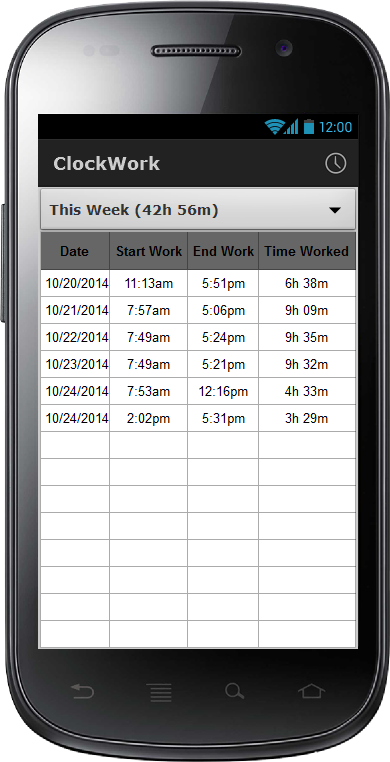 12:00
ClockWork
This Week (42h 56m)
Date Start Work End Work Time Worked
10/20/2014 11:13am 5:51pm 6h 38m
10/21/2014 7:57am 5:06pm 9h 09m
10/22/2014 7:49am 5:24pm 9h 35m
10/23/2014 7:49am 5:21pm 9h 32m
10/24/2014 7:53am 12:16pm 4h 33m
10/24/2014 2:02pm 5:31pm 3h 29m